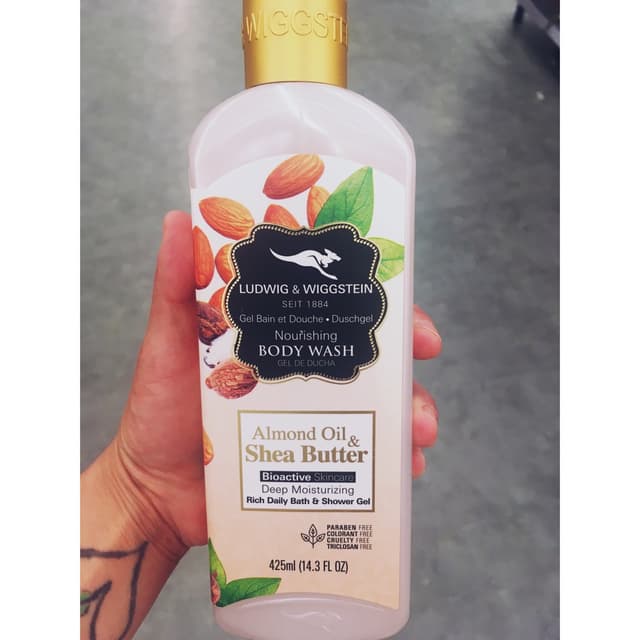 WIGGST
LUDWIG & WIGGSTEIN
SEIT 1884
Gel Bain et Douche • Duschgel
Nourishing
BODY WASH
GEL DE DUCHA
Almond Oil &
Shea Butter
Bioactive Skincare
Deep Moisturizing
Rich Daily Bath & Shower Gel
PARABEN FREE
COLORANT FREE
CRUELTY FREE
TRICLOSAN FREE
425ml (14.3 FL OZ)